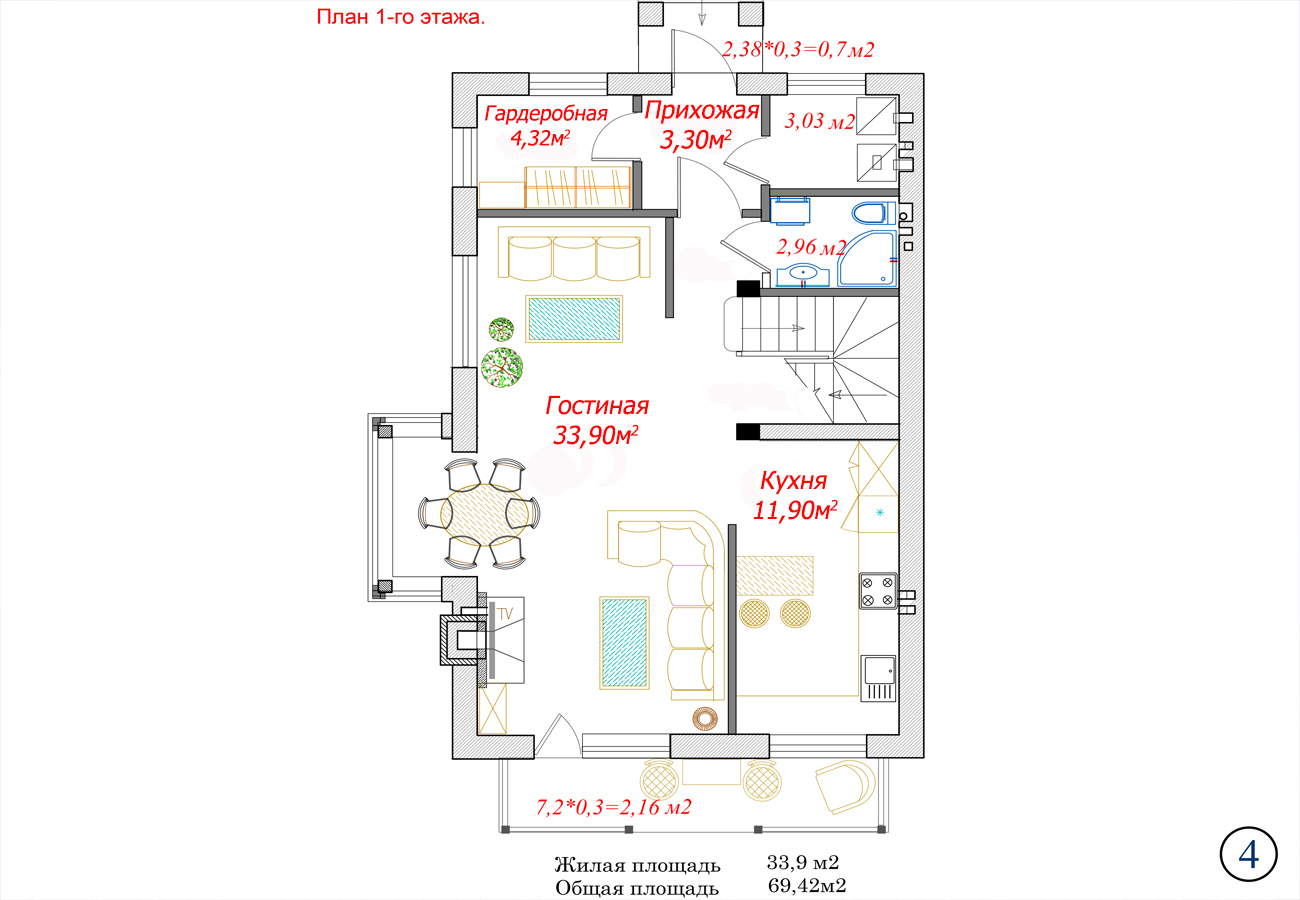 План 1-го этажа.
2,38*0,3=0,7м2
Гардеробная
4,32м²
Прихожая
3,30м²
3,03 м2
2,96 м2
Гостиная
33,90м²
Кухня
11,90м²
TV
7,2*0,3=2,16 м2
Жилая площадь 33,9 м2
Общая площадь 69,42м2
4